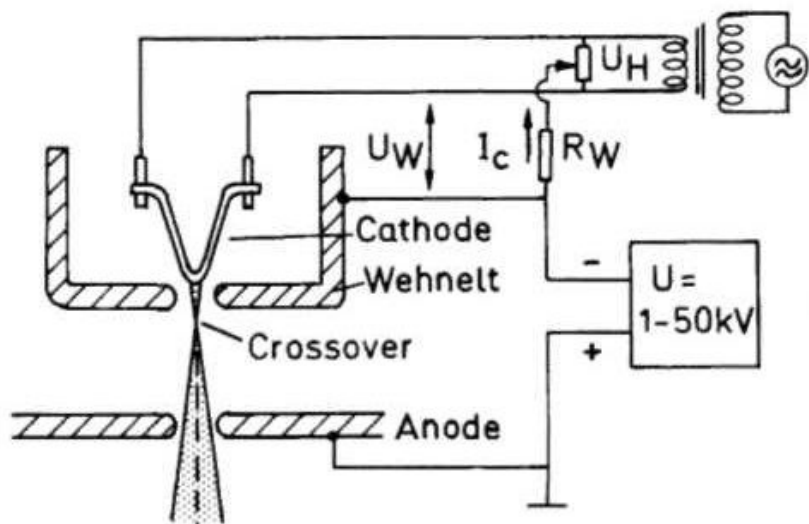 U_H
U_W
I_c
R_W
Cathode
Wehnelt
-
U =
1-50kV
Crossover
+
Anode